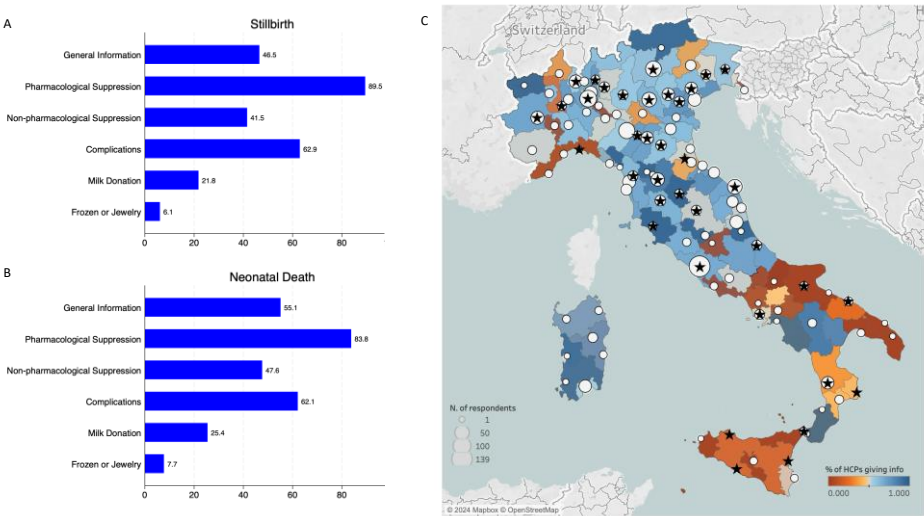 A
Stillbirth
General Information
46.5
Pharmacological Suppression
89.5
Non-pharmacological Suppression
41.5
Complications
62.9
Milk Donation
21.8
Frozen or Jewelry
6.1
0 20 40 60 80
B
Neonatal Death
General Information
55.1
Pharmacological Suppression
83.8
Non-pharmacological Suppression
47.6
Complications
62.1
Milk Donation
25.4
Frozen or Jewelry
7.7
0 20 40 60 80
C
Switzerland
H
N. of respondents
1
50
100
139
% of HCPs giving info
0.000 1.000
© 2024 Mapbox © OpenStreetMap